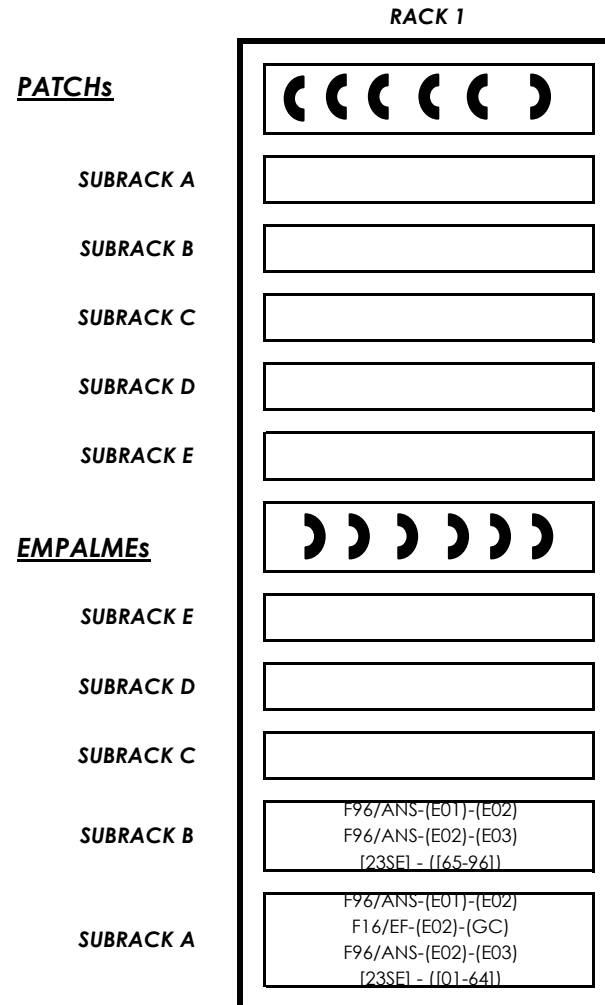 RACK 1
PATCHs
SUBRACK A
SUBRACK B
SUBRACK C
SUBRACK D
SUBRACK E
EMPALMEs
SUBRACK E
SUBRACK D
SUBRACK C
SUBRACK B
F96/ANS-(E01)-(E02)
F96/ANS-(E02)-(E03)
[23SE] - ([65-96])
SUBRACK A
F96/ANS-(E01)-(E02)
F16/EF-(E02)-(GC)
F96/ANS-(E02)-(E03)
[23SE] - ([01-64])